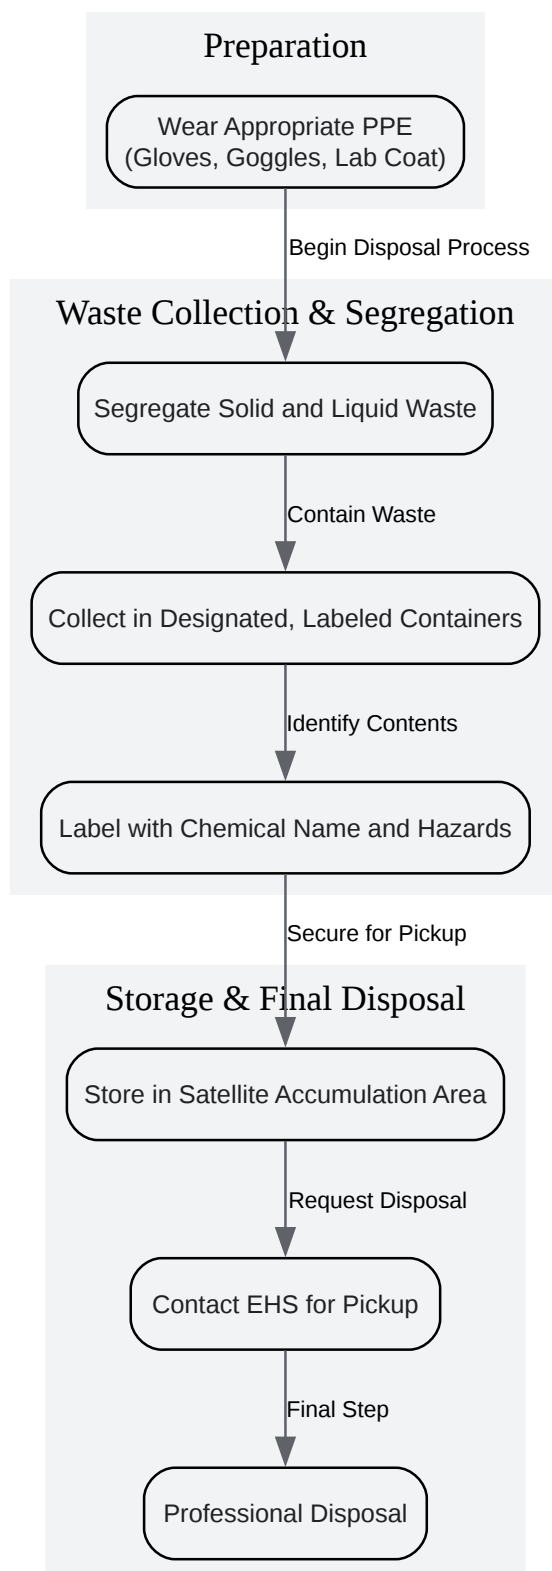 Preparation
Wear Appropriate PPE
(Gloves, Goggles, Lab Coat)
Begin Disposal Process
Waste Collection & Segregation
Segregate Solid and Liquid Waste
Contain Waste
Collect in Designated, Labeled Containers
Identify Contents
Label with Chemical Name and Hazards
Secure for Pickup
Storage & Final Disposal
Store in Satellite Accumulation Area
Request Disposal
Contact EHS for Pickup
Final Step
Professional Disposal